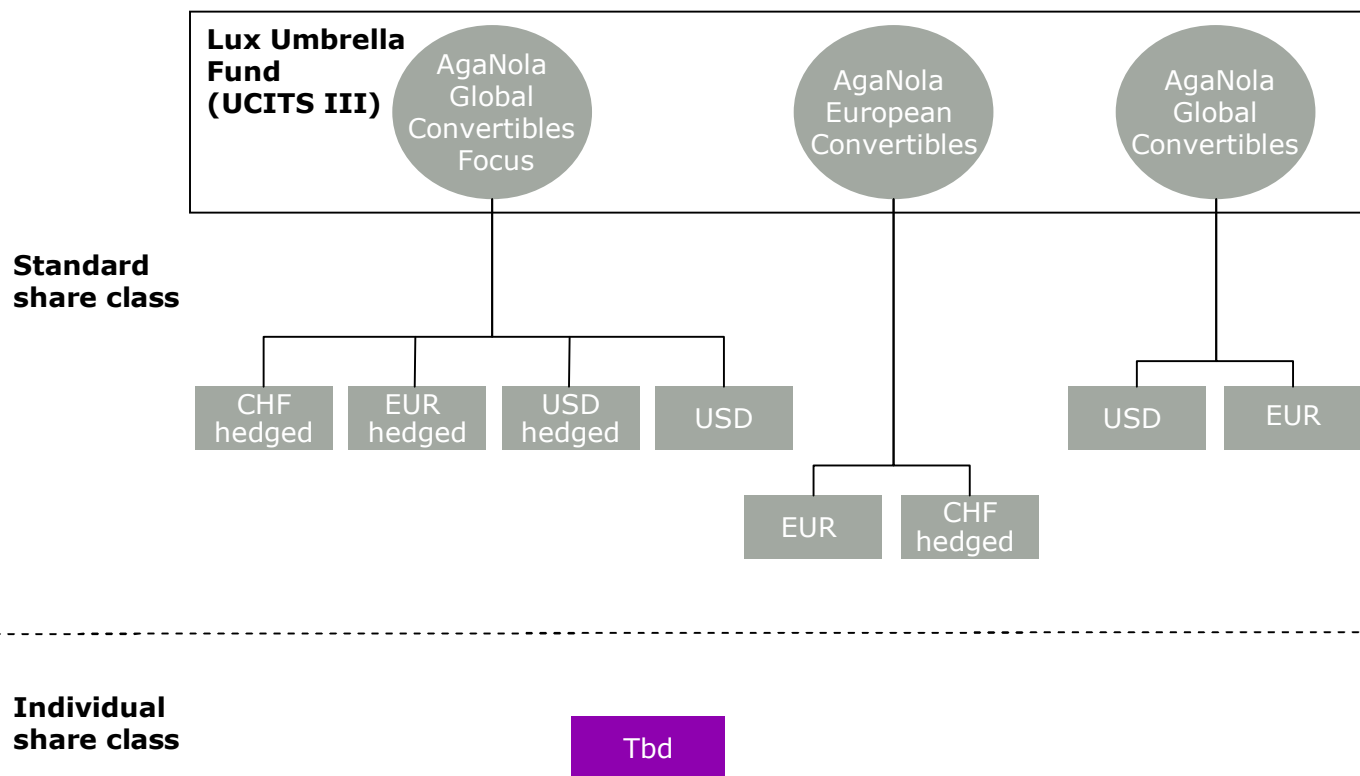 Lux Umbrella
Fund
(UCITS III)
AgaNola
Global
Convertibles
Focus
AgaNola
European
Convertibles
AgaNola
Global
Convertibles
Standard
share class
CHF
hedged
EUR
hedged
USD
hedged
USD
USD
EUR
EUR
CHF
hedged
Individual
share class
Tbd